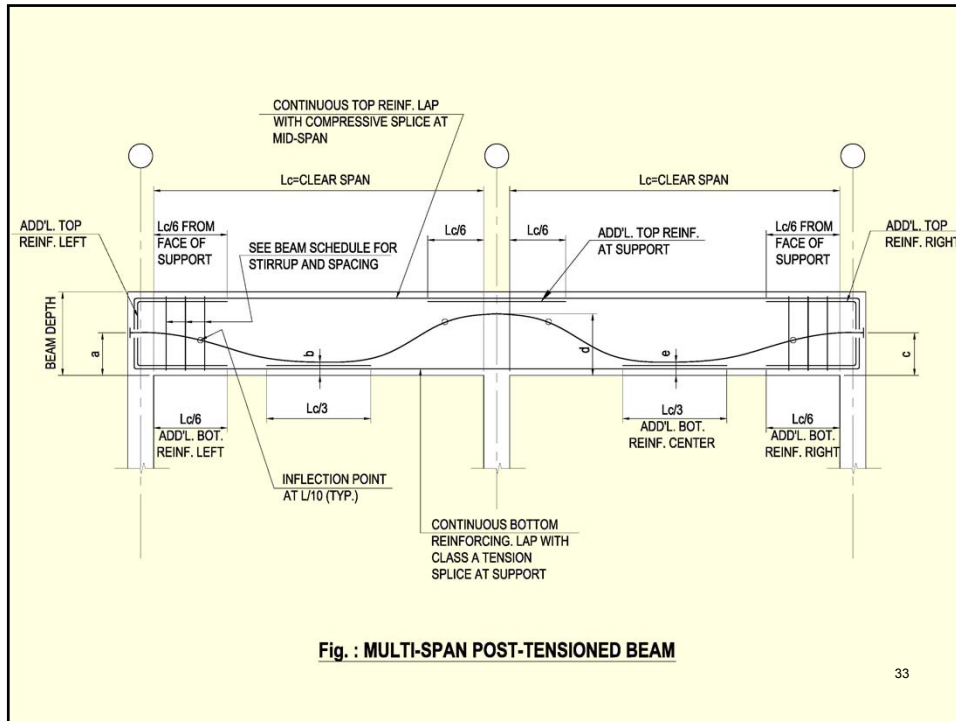 CONTINUOUS TOP REINF. LAP
WITH COMPRESSIVE SPLICE AT
MID-SPAN
Lc=CLEAR SPAN
Lc=CLEAR SPAN
ADD'L. TOP
REINF. LEFT
Lc/6 FROM
FACE OF
SUPPORT
SEE BEAM SCHEDULE FOR
STIRRUP AND SPACING
Lc/6
Lc/6
ADD'L. TOP REINF.
AT SUPPORT
Lc/6 FROM
FACE OF
SUPPORT
ADD'L. TOP
REINF. RIGHT
BEAM DEPTH
a
b
d
e
c
Lc/6
ADD'L. BOT.
REINF. LEFT
Lc/3
Lc/3
ADD'L. BOT.
REINF. CENTER
Lc/6
ADD'L. BOT.
REINF. RIGHT
INFLECTION POINT
AT L/10 (TYP.)
CONTINUOUS BOTTOM
REINFORCING. LAP WITH
CLASS A TENSION
SPLICE AT SUPPORT
Fig. : MULTI-SPAN POST-TENSIONED BEAM
33